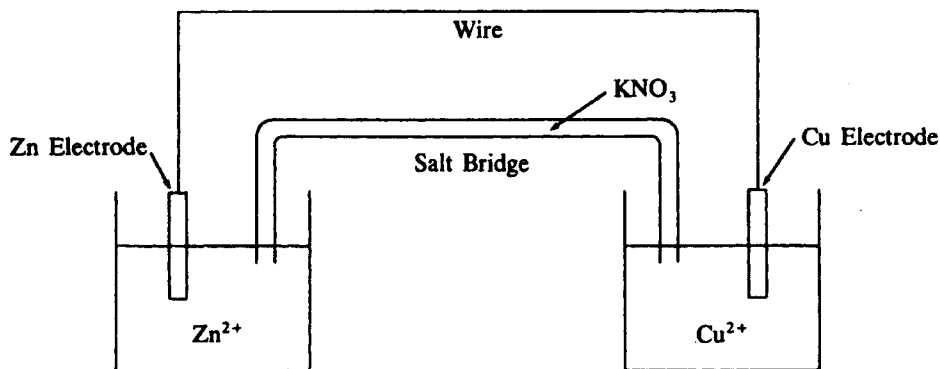 Wire
KNO₃
Zn Electrode
Cu Electrode
Salt Bridge
Zn²⁺
Cu²⁺